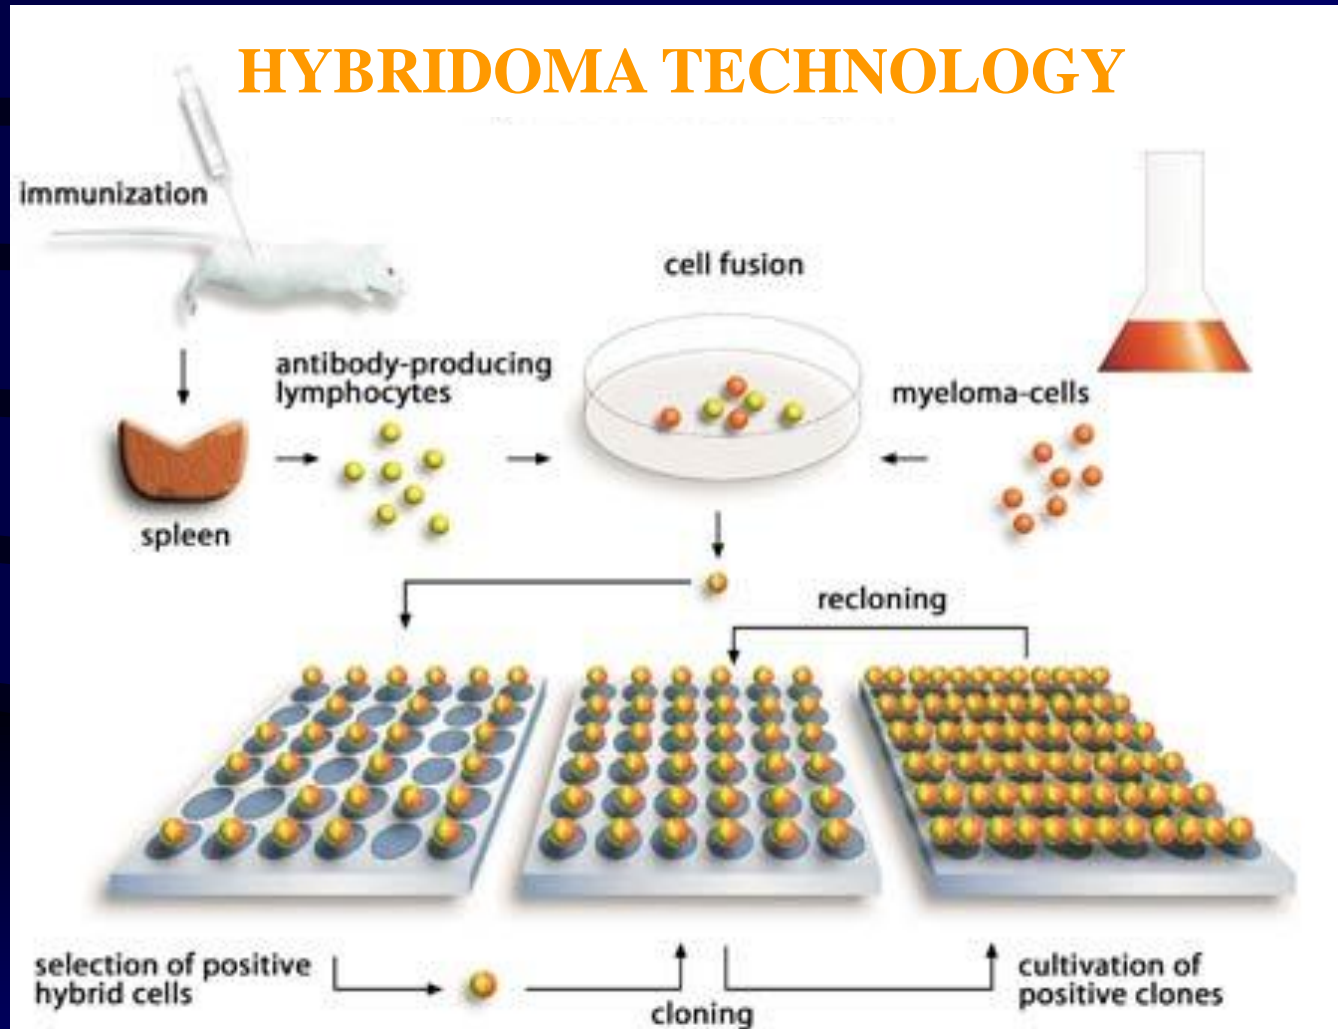 HYBRIDOMA TECHNOLOGY
immunization
cell fusion
antibody-producing
lymphocytes
myeloma-cells
spleen
recloning
selection of positive
hybrid cells
cloning
cultivation of
positive clones